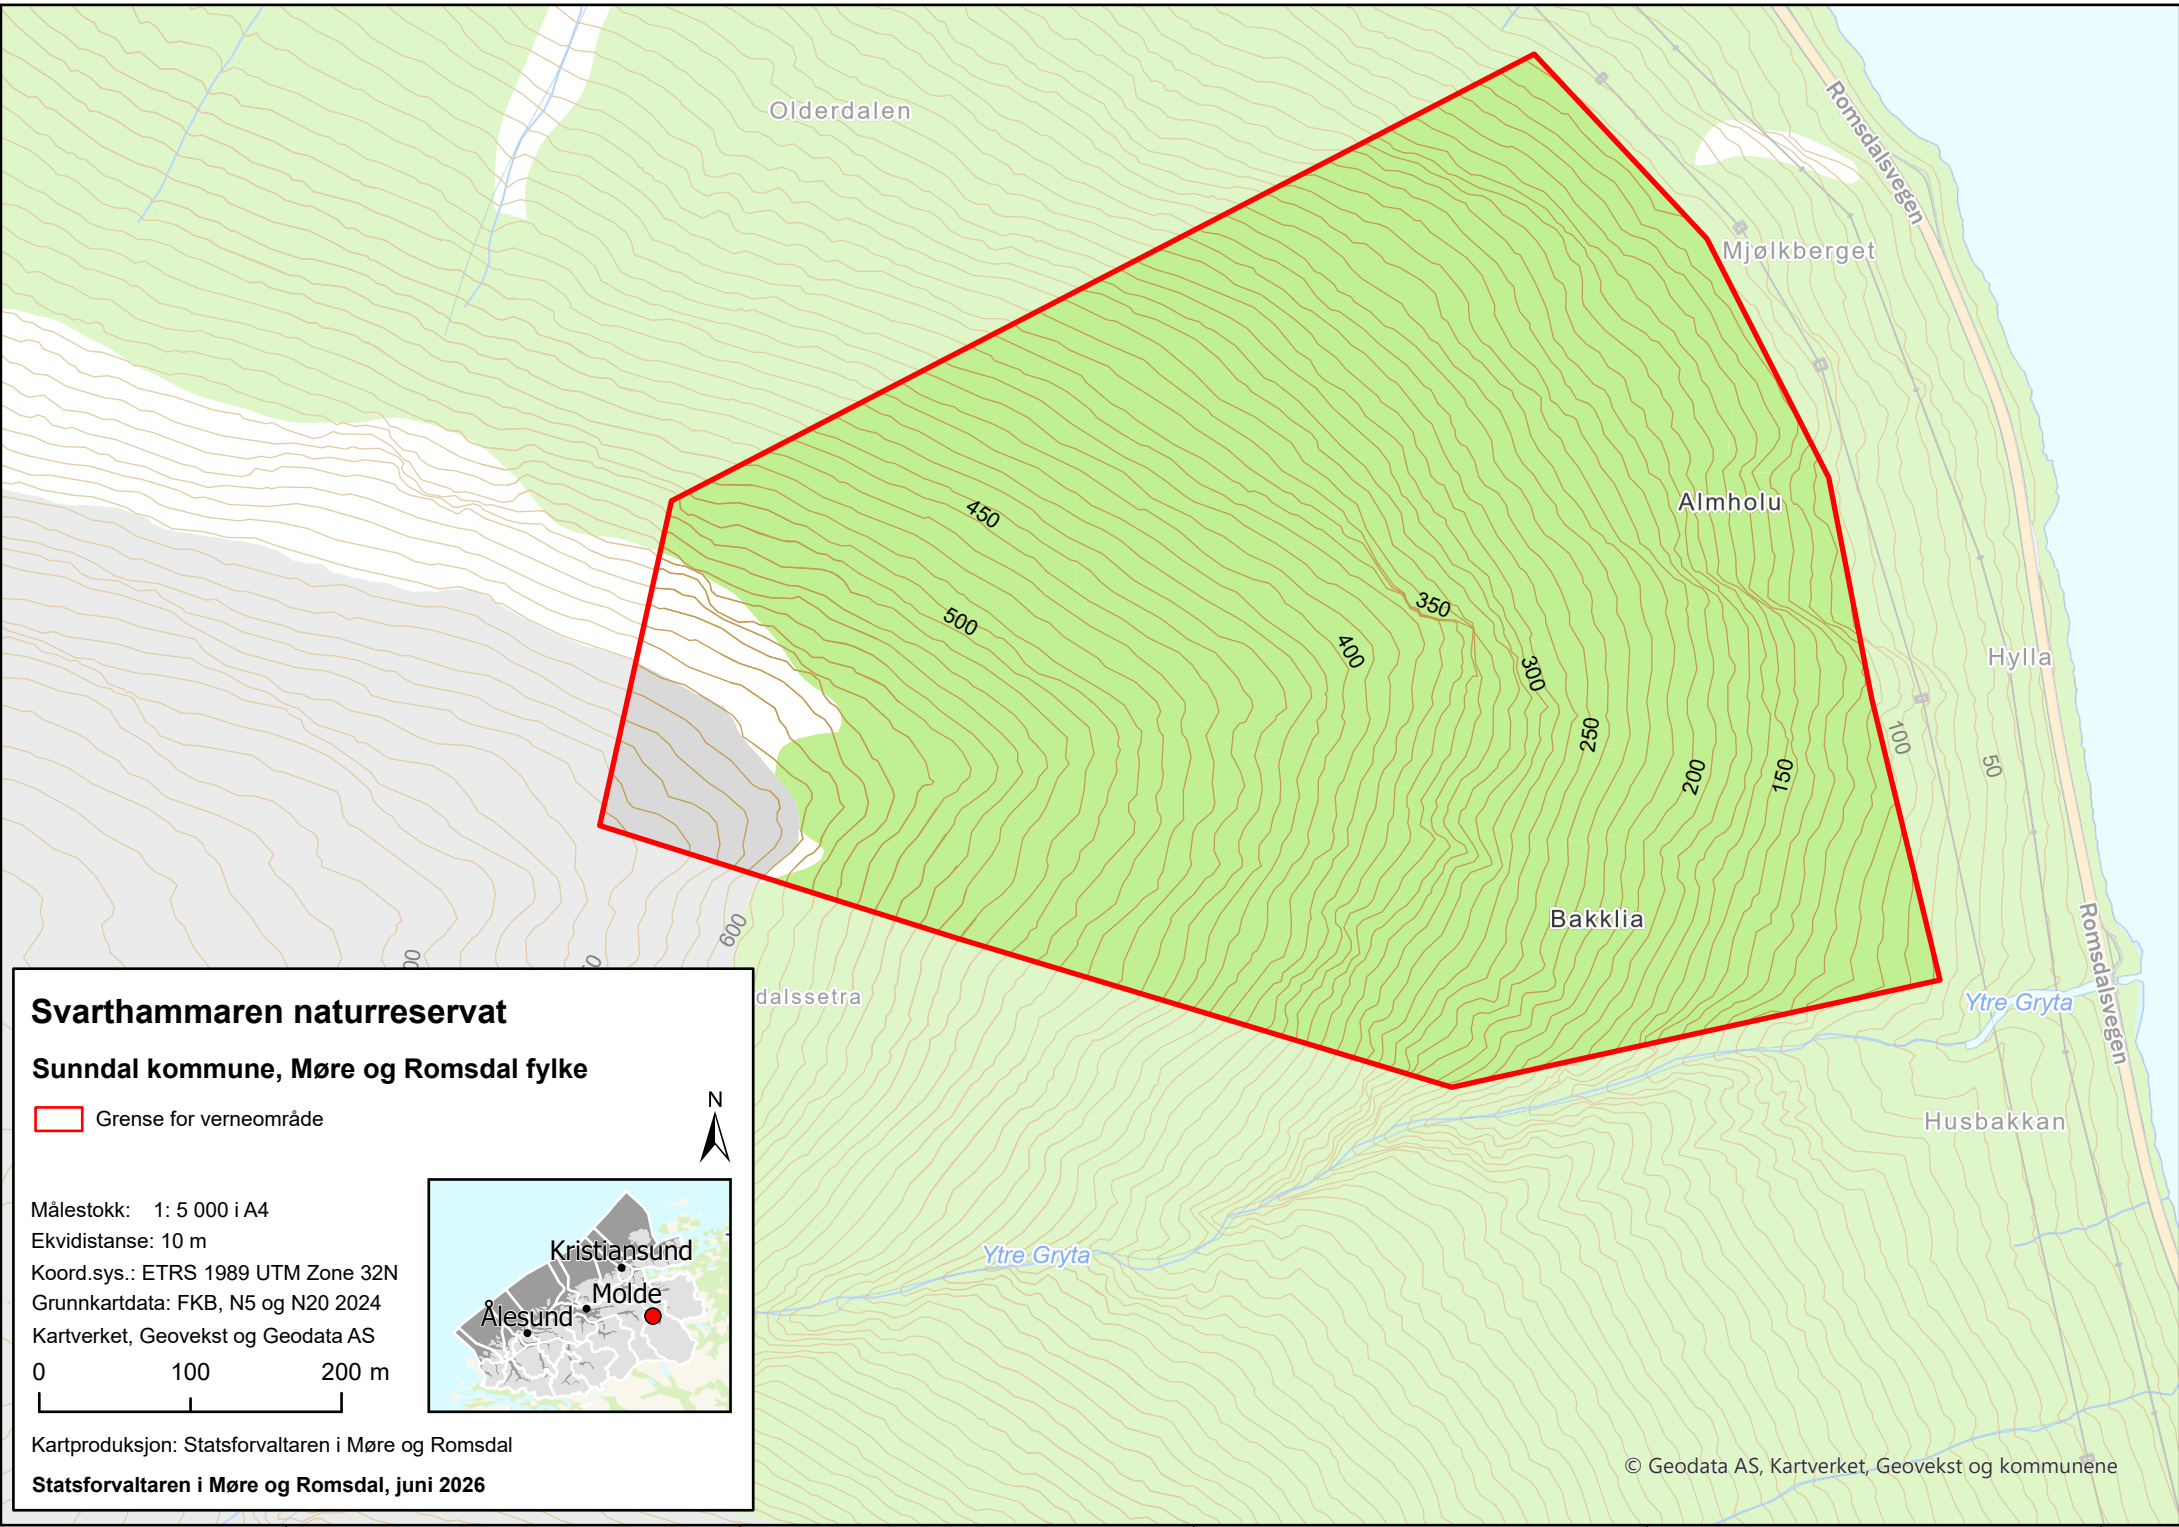 Olderdalen
Romsdalsvegen
Mjølkberget
Almholu
450
500
350
400
300
250
200
150
100
50
Hylla
Bakklia
600
00
0
dalssetra
Ytre Gryta
Romsdalsvegen
Husbakkan
Ytre Gryta
Svarthammaren naturreservat
Sunndal kommune, Møre og Romsdal fylke
Grense for verneområde
N
Målestokk: 1: 5 000 i A4
Ekvidistanse: 10 m
Koord.sys.: ETRS 1989 UTM Zone 32N
Grunnkartdata: FKB, N5 og N20 2024
Kartverket, Geovekst og Geodata AS
0 100 200 m
Kristiansund
Molde
Ålesund
Kartproduksjon: Statsforvaltaren i Møre og Romsdal
Statsforvaltaren i Møre og Romsdal, juni 2026
© Geodata AS, Kartverket, Geovekst og kommunene